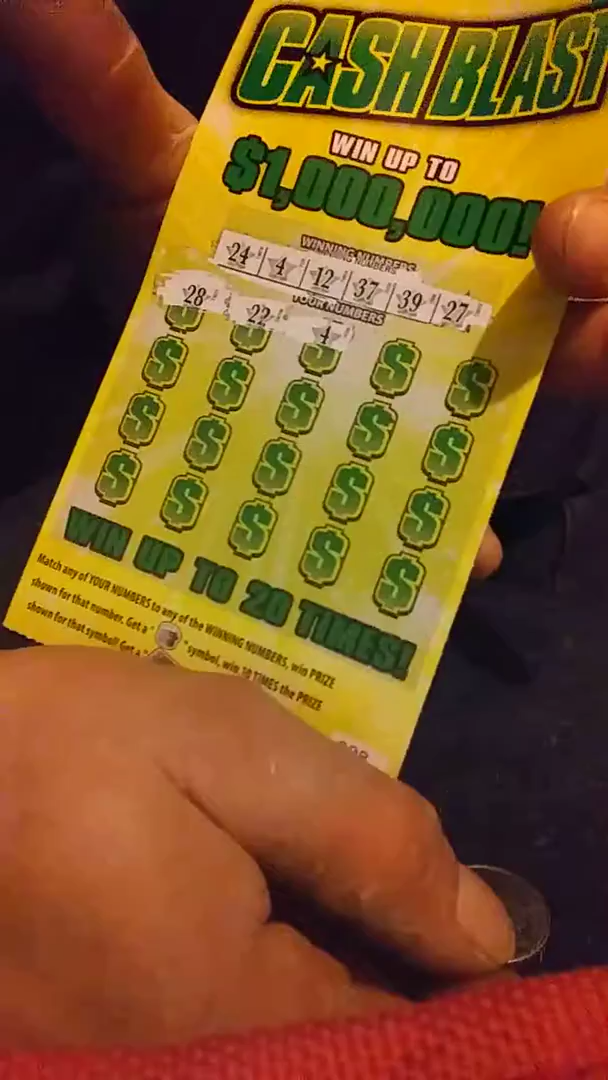 CASH BLAST
WIN UP TO
$1,000,000!
WINNING NUMBERS
24 4 12 37 39 27
YOUR NUMBERS
28 22 4
$ $ $ $ $
$ $ $ $ $
$ $ $ $ $
$ $ $ $ $
WIN UP TO 20 TIMES!
Match any of YOUR NUMBERS to any of the WINNING NUMBERS, win PRIZE
shown for that number. Get a " " symbol, win 10 TIMES the PRIZE
shown for that symbol! Get a "